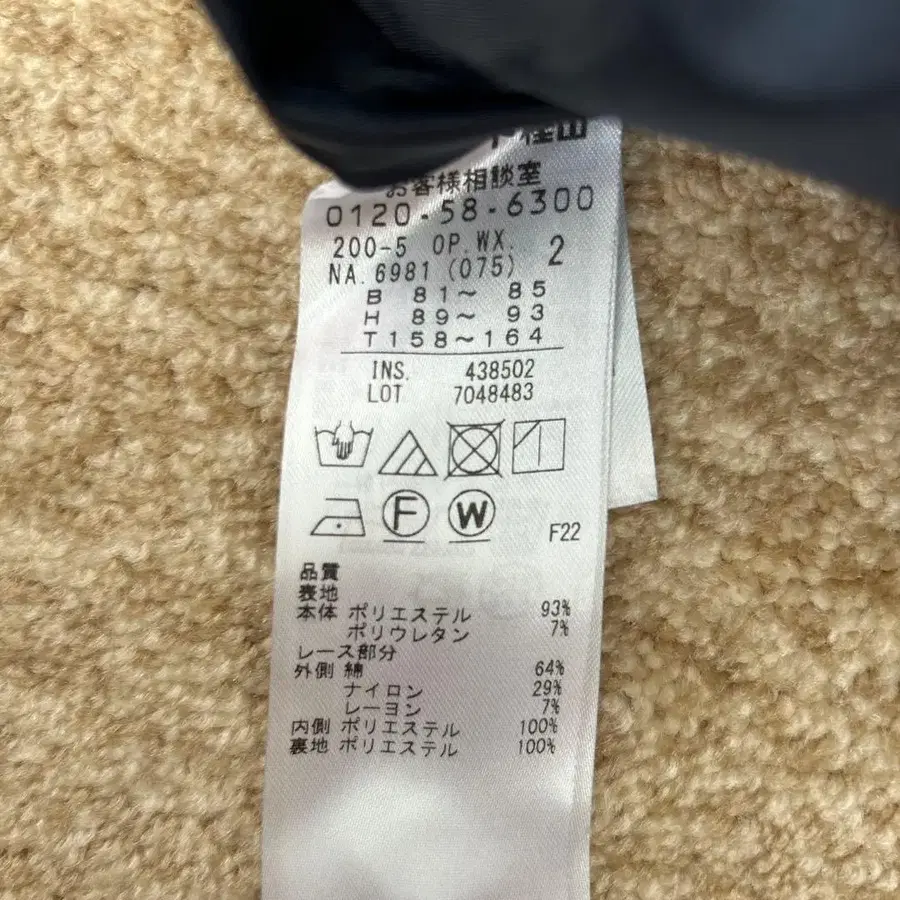 お客様相談室
0120-58-6300
200-5 OP.WX. 2
NA.6981(075)
B 81~ 85
H 89~ 93
T158~164
INS. 438502
LOT 7048483
F W F22
品質
表地
本体 ポリエステル 93%
ポリウレタン 7%
レース部分
外側 綿 64%
ナイロン 29%
レーヨン 7%
内側 ポリエステル 100%
裏地 ポリエステル 100%